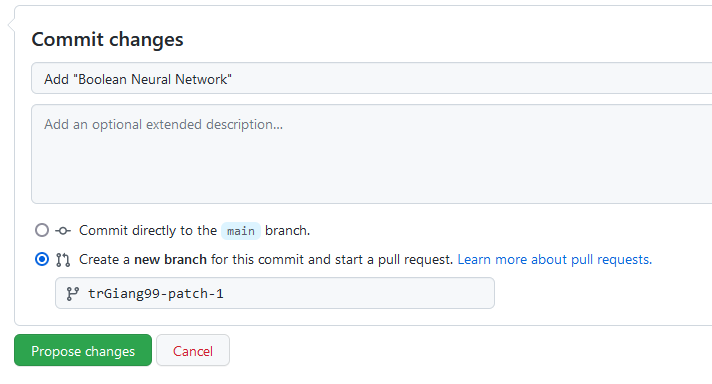 Commit changes
Add "Boolean Neural Network"
Add an optional extended description...
Commit directly to the main branch.
Create a new branch for this commit and start a pull request. Learn more about pull requests.
trGiang99-patch-1
Propose changes Cancel